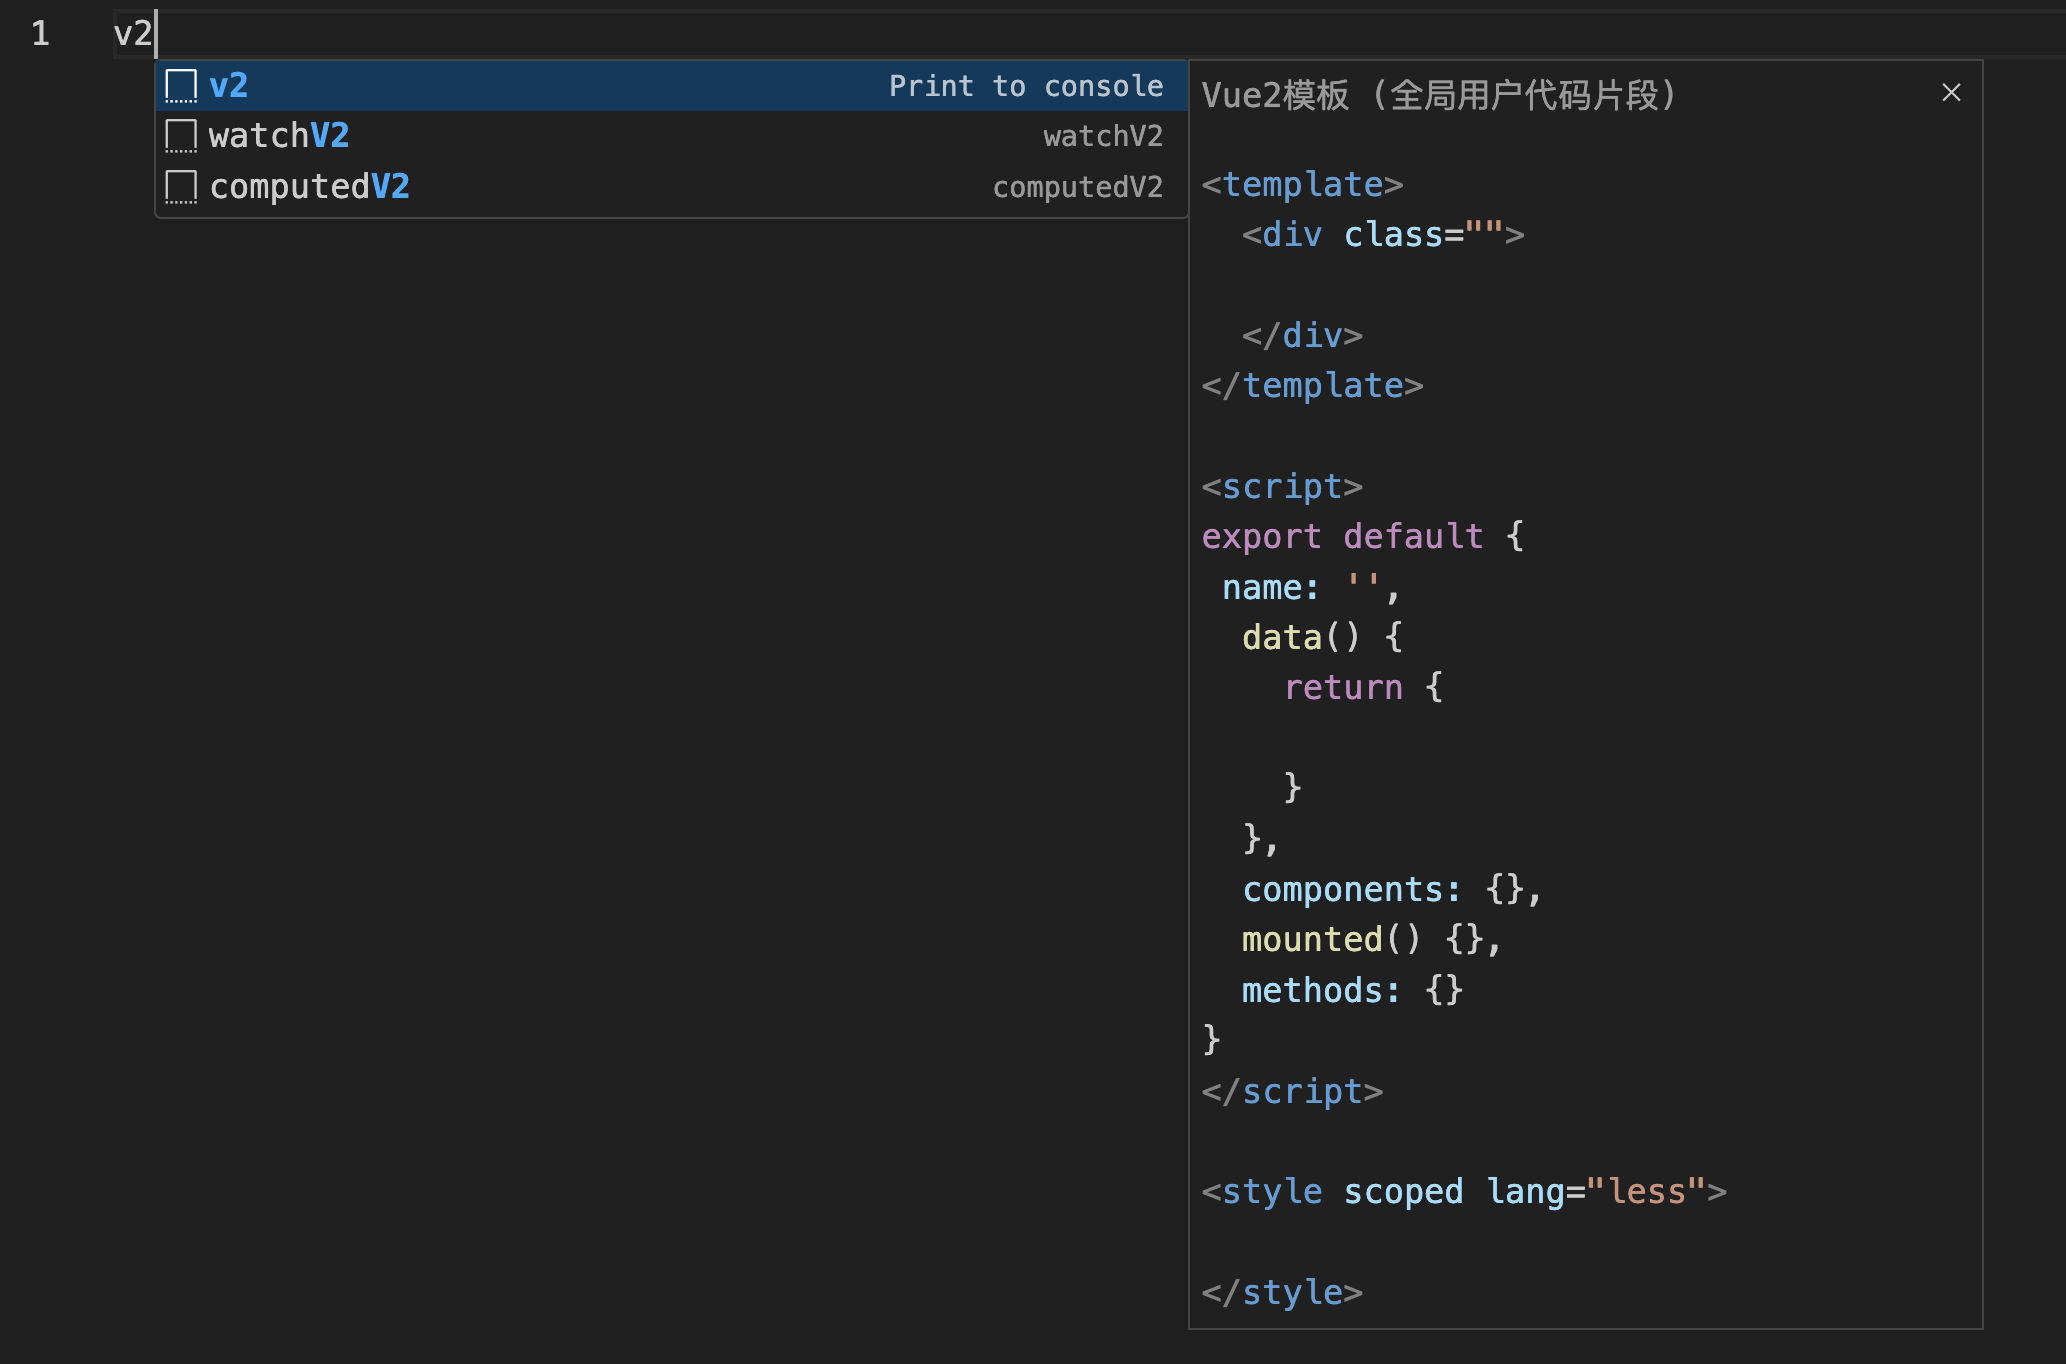 1 v2
v2 Print to console
watchV2 watchV2
computedV2 computedV2
Vue2模板 (全局用户代码片段)
<template>
  <div class="">
  </div>
</template>
<script>
export default {
 name: '',
  data() {
    return {
    }
  },
  components: {},
  mounted() {},
  methods: {}
}
</script>
<style scoped lang="less">
</style>